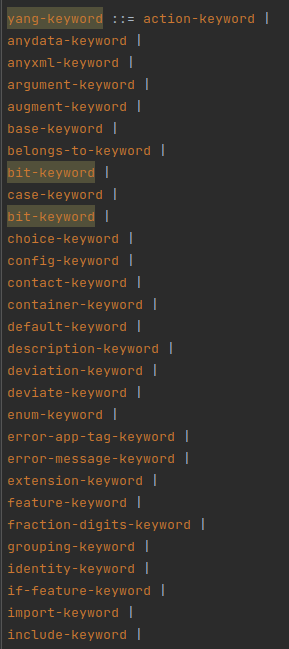 yang-keyword ::= action-keyword |
anydata-keyword |
anyxml-keyword |
argument-keyword |
augment-keyword |
base-keyword |
belongs-to-keyword |
bit-keyword |
case-keyword |
bit-keyword |
choice-keyword |
config-keyword |
contact-keyword |
container-keyword |
default-keyword |
description-keyword |
deviation-keyword |
deviate-keyword |
enum-keyword |
error-app-tag-keyword |
error-message-keyword |
extension-keyword |
feature-keyword |
fraction-digits-keyword |
grouping-keyword |
identity-keyword |
if-feature-keyword |
import-keyword |
include-keyword |